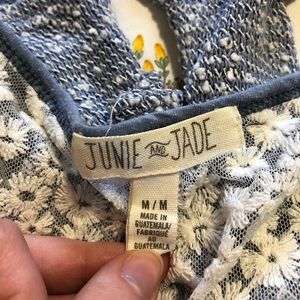 JUNIE AND JADE
M/M
MADE IN
GUATEMALA/
FABRIQUÉ
AU
GUATEMALA